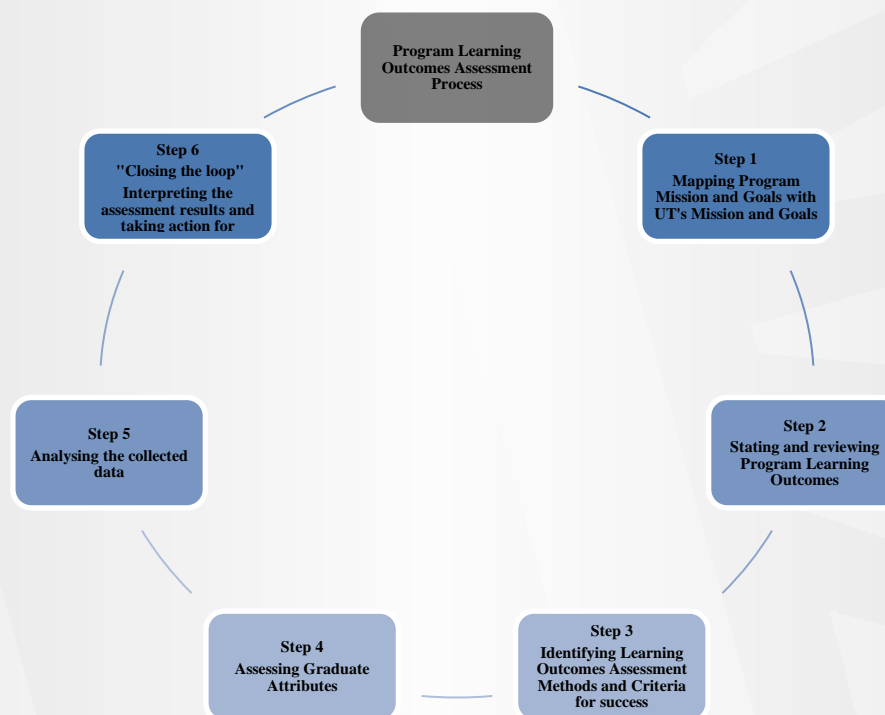 Program Learning
Outcomes Assessment
Process
Step 1
Mapping Program
Mission and Goals with
UT's Mission and Goals
Step 2
Stating and reviewing
Program Learning
Outcomes
Step 3
Identifying Learning
Outcomes Assessment
Methods and Criteria
for success
Step 4
Assessing Graduate
Attributes
Step 5
Analysing the collected
data
Step 6
"Closing the loop"
Interpreting the
assessment results and
taking action for